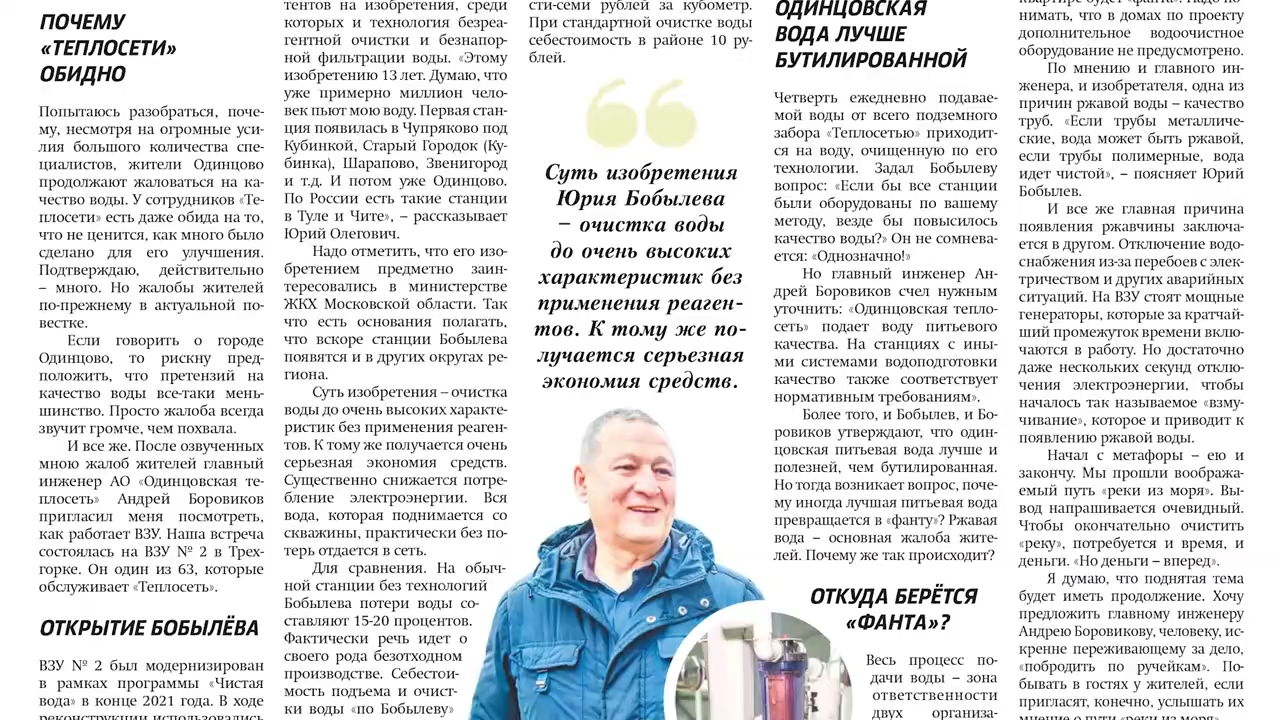 ПОЧЕМУ
«ТЕПЛОСЕТИ»
ОБИДНО
Попытаюсь разобраться, поче-
му, несмотря на огромные уси-
лия большого количества спе-
циалистов, жители Одинцово
продолжают жаловаться на ка-
чество воды. У сотрудников «Те-
плосети» есть даже обида на то,
что не ценится, как много было
сделано для его улучшения.
Подтверждаю, действительно
– много. Но жалобы жителей
по-прежнему в актуальной по-
вестке.
Если говорить о городе
Одинцово, то рискну пред-
положить, что претензий на
качество воды все-таки мень-
шинство. Просто жалоба всегда
звучит громче, чем похвала.
И все же. После озвученных
мною жалоб жителей главный
инженер АО «Одинцовская те-
плосеть» Андрей Боровиков
пригласил меня посмотреть,
как работает ВЗУ. Наша встреча
состоялась на ВЗУ № 2 в Трех-
горке. Он один из 63, которые
обслуживает «Теплосеть».
ОТКРЫТИЕ БОБЫЛЁВА
ВЗУ № 2 был модернизирован
в рамках программы «Чистая
вода» в конце 2021 года. В ходе
реконструкции использовались
тентов на изобретения, среди
которых и технология безреа-
гентной очистки и безнапор-
ной фильтрации воды. «Этому
изобретению 13 лет. Думаю, что
уже примерно миллион чело-
век пьют мою воду. Первая стан-
ция появилась в Чупряково под
Кубинкой, Старый Городок (Ку-
бинка), Шарапово, Звенигород
и т.д. И потом уже Одинцово.
По России есть такие станции
в Туле и Чите», – рассказывает
Юрий Олегович.
Надо отметить, что его изо-
бретением предметно заин-
тересовались в министерстве
ЖКХ Московской области. Так
что есть основания полагать,
что вскоре станции Бобылева
появятся и в других округах ре-
гиона.
Суть изобретения – очистка
воды до очень высоких характе-
ристик без применения реаген-
тов. К тому же получается очень
серьезная экономия средств.
Существенно снижается потре-
бление электроэнергии. Вся
вода, которая поднимается со
скважины, практически без по-
терь отдается в сеть.
Для сравнения. На обыч-
ной станции без технологий
Бобылева потери воды со-
ставляют 15-20 процентов.
Фактически речь идет о
своего рода безотходном
производстве. Себестои-
мость подъема и очист-
ки воды «по Бобылеву»
сти-семи рублей за кубометр.
При стандартной очистке воды
себестоимость в районе 10 ру-
блей.
Суть изобретения
Юрия Бобылева
– очистка воды
до очень высоких
характеристик без
применения реаген-
тов. К тому же по-
лучается серьезная
экономия средств.
ОДИНЦОВСКАЯ
ВОДА ЛУЧШЕ
БУТИЛИРОВАННОЙ
Четверть ежедневно подавае-
мой воды от всего подземного
забора «Теплосетью» приходит-
ся на воду, очищенную по его
технологии. Задал Бобылеву
вопрос: «Если бы все станции
были оборудованы по вашему
методу, везде бы повысилось
качество воды?» Он не сомнева-
ется: «Однозначно!»
Но главный инженер Ан-
дрей Боровиков счел нужным
уточнить: «Одинцовская тепло-
сеть» подает воду питьевого
качества. На станциях с ины-
ми системами водоподготовки
качество также соответствует
нормативным требованиям».
Более того, и Бобылев, и Бо-
ровиков утверждают, что один-
цовская питьевая вода лучше и
полезней, чем бутилированная.
Но тогда возникает вопрос, поче-
му иногда лучшая питьевая вода
превращается в «фанту»? Ржавая
вода – основная жалоба жите-
лей. Почему же так происходит?
ОТКУДА БЕРЁТСЯ
«ФАНТА»?
Весь процесс по-
дачи воды – зона
ответственности
двух организа-
квартире будет «фанта». Надо по-
нимать, что в домах по проекту
дополнительное водоочистное
оборудование не предусмотрено.
По мнению и главного ин-
женера, и изобретателя, одна из
причин ржавой воды – качество
труб. «Если трубы металличе-
ские, вода может быть ржавой,
если трубы полимерные, вода
идет чистой», – поясняет Юрий
Бобылев.
И все же главная причина
появления ржавчины заключа-
ется в другом. Отключение водо-
снабжения из-за перебоев с элек-
тричеством и других аварийных
ситуаций. На ВЗУ стоят мощные
генераторы, которые за кратчай-
ший промежуток времени вклю-
чаются в работу. Но достаточно
даже нескольких секунд отклю-
чения электроэнергии, чтобы
началось так называемое «взму-
чивание», которое и приводит к
появлению ржавой воды.
Начал с метафоры – ею и
закончу. Мы прошли воображa-
емый путь «реки из моря». Вы-
вод напрашивается очевидный.
Чтобы окончательно очистить
«реку», потребуется и время, и
деньги. «Но деньги – вперед».
Я думаю, что поднятая тема
будет иметь продолжение. Хочу
предложить главному инженеру
Андрею Боровикову, человеку, ис-
кренне переживающему за дело,
«побродить по ручейкам». По-
бывать в гостях у жителей, если
пригласят, конечно, услышать их
мнение о пути «реки из моря».